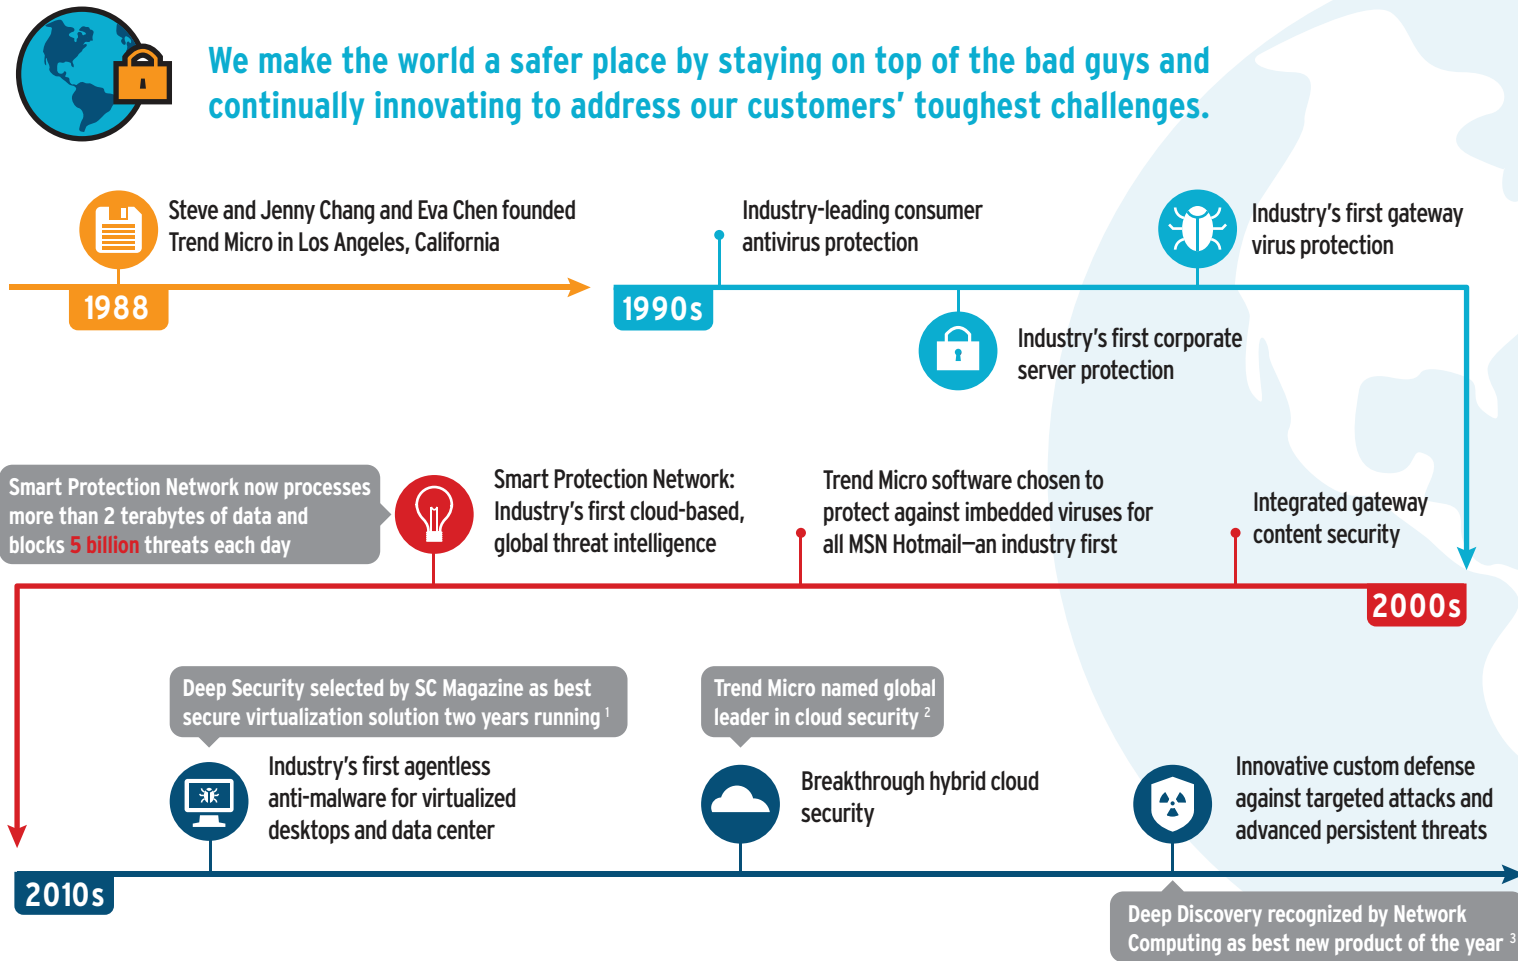 We make the world a safer place by staying on top of the bad guys and
continually innovating to address our customers’ toughest challenges.
Steve and Jenny Chang and Eva Chen founded
Trend Micro in Los Angeles, California
1988
Industry-leading consumer
antivirus protection
Industry’s first gateway
virus protection
1990s
Industry’s first corporate
server protection
Smart Protection Network now processes
more than 2 terabytes of data and
blocks 5 billion threats each day
Smart Protection Network:
Industry’s first cloud-based,
global threat intelligence
Trend Micro software chosen to
protect against imbedded viruses for
all MSN Hotmail—an industry first
Integrated gateway
content security
2000s
Deep Security selected by SC Magazine as best
secure virtualization solution two years running 1
Industry’s first agentless
anti-malware for virtualized
desktops and data center
Trend Micro named global
leader in cloud security 2
Breakthrough hybrid cloud
security
Innovative custom defense
against targeted attacks and
advanced persistent threats
2010s
Deep Discovery recognized by Network
Computing as best new product of the year 3